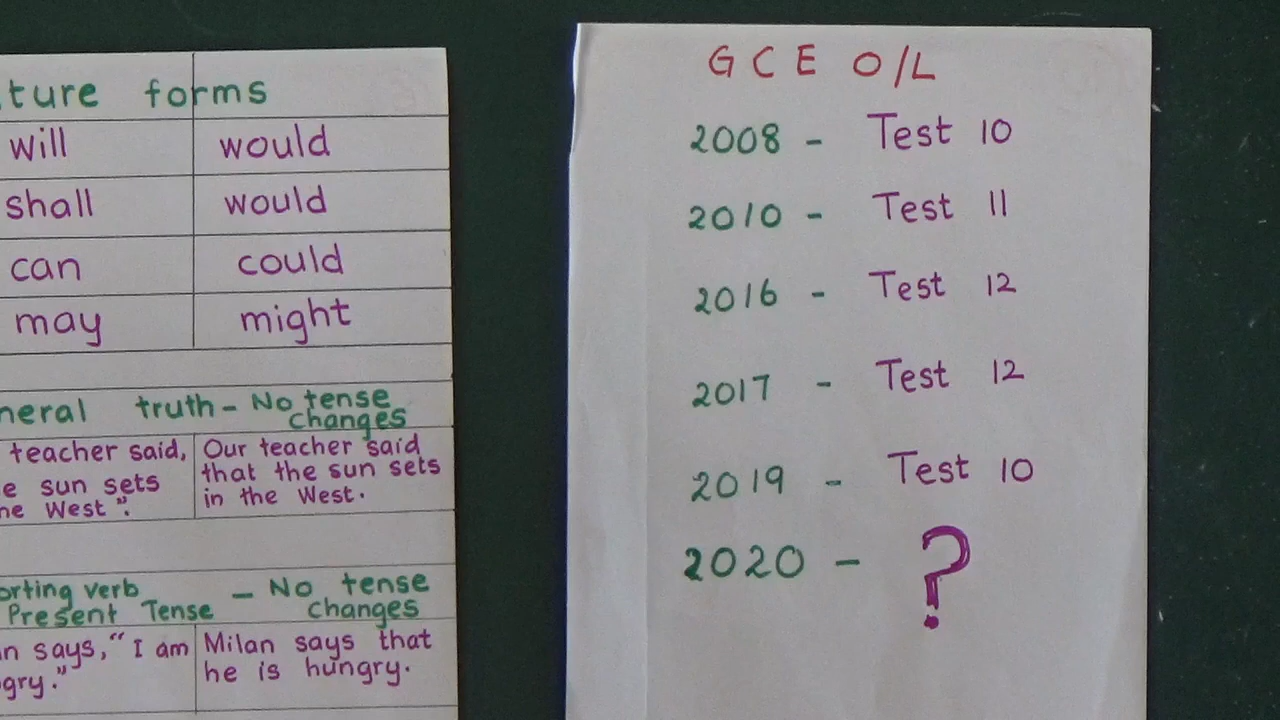 ture forms
will would
shall would
can could
may might
neral truth - No tense
changes
teacher said, Our teacher said
e sun sets that the sun sets
ne West”. in the West.
orting verb - No tense
Present Tense changes
n says, “I am Milan says that
gry.” he is hungry.
GCE O/L
2008 - Test 10
2010 - Test 11
2016 - Test 12
2017 - Test 12
2019 - Test 10
2020 - ?